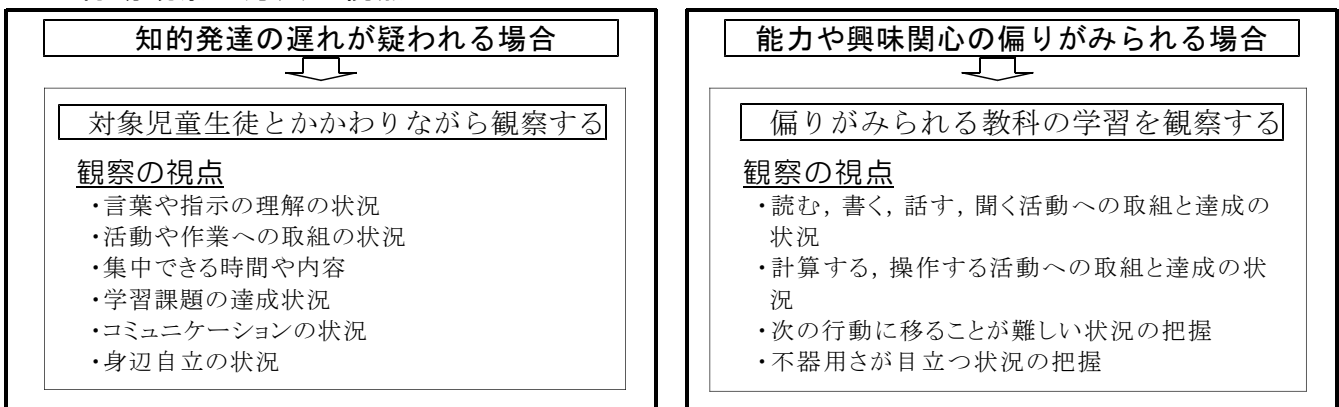 知的発達の遅れが疑われる場合
対象児童生徒とかかわりながら観察する
観察の視点
・言葉や指示の理解の状況
・活動や作業への取組の状況
・集中できる時間や内容
・学習課題の達成状況
・コミュニケーションの状況
・身辺自立の状況
能力や興味関心の偏りがみられる場合
偏りがみられる教科の学習を観察する
観察の視点
・読む，書く，話す，聞く活動への取組と達成の
状況
・計算する，操作する活動への取組と達成の状
況
・次の行動に移ることが難しい状況の把握
・不器用さが目立つ状況の把握